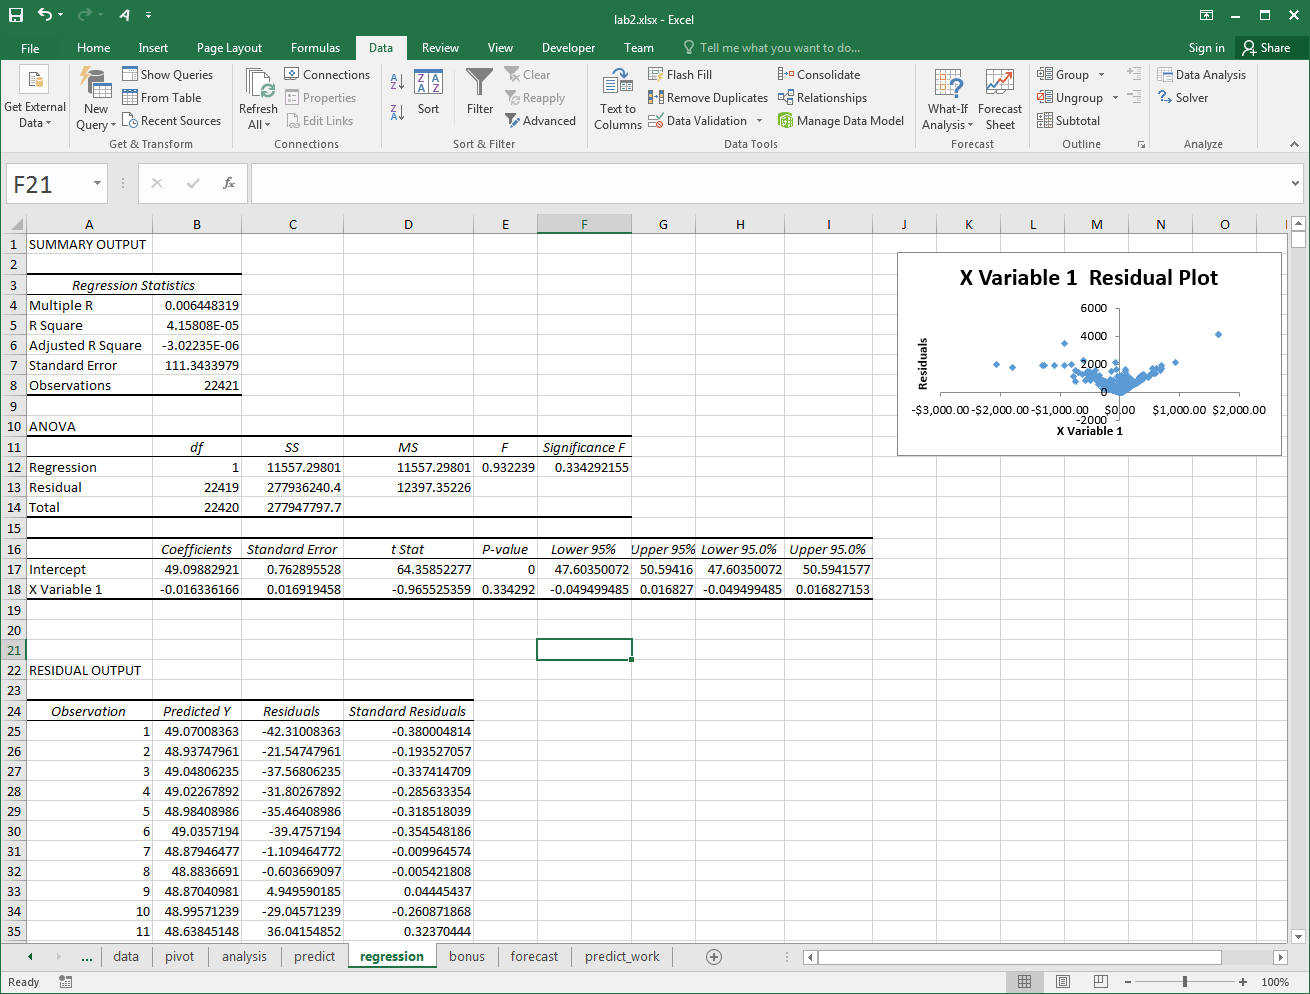 lab2.xlsx - Excel
File Home Insert Page Layout Formulas Data Review View Developer Team Tell me what you want to do... Sign in Share
Get External Data
New Query
Show Queries
From Table
Recent Sources
Get & Transform
Refresh All
Connections
Properties
Edit Links
Connections
Sort
Filter
Clear
Reapply
Advanced
Sort & Filter
Text to Columns
Flash Fill
Remove Duplicates
Data Validation
Consolidate
Relationships
Manage Data Model
Data Tools
What-If Analysis
Forecast Sheet
Forecast
Group
Ungroup
Subtotal
Outline
Data Analysis
Solver
Analyze
F21 fx
A B C D E F G H I J K L M N O
1 SUMMARY OUTPUT
2
3 Regression Statistics
4 Multiple R 0.006448319
5 R Square 4.15808E-05
6 Adjusted R Square -3.02235E-06
7 Standard Error 111.3433979
8 Observations 22421
9
10 ANOVA
11 df SS MS F Significance F
12 Regression 1 11557.29801 11557.29801 0.932239 0.334292155
13 Residual 22419 277936240.4 12397.35226
14 Total 22420 277947797.7
15
16 Coefficients Standard Error t Stat P-value Lower 95% Upper 95% Lower 95.0% Upper 95.0%
17 Intercept 49.09882921 0.762895528 64.35852277 0 47.60350072 50.59416 47.60350072 50.5941577
18 X Variable 1 -0.016336166 0.016919458 -0.965525359 0.334292 -0.049499485 0.016827 -0.049499485 0.016827153
19
20
21
22 RESIDUAL OUTPUT
23
24 Observation Predicted Y Residuals Standard Residuals
25 1 49.07008363 -42.31008363 -0.380004814
26 2 48.93747961 -21.54747961 -0.193527057
27 3 49.04806235 -37.56806235 -0.337414709
28 4 49.02267892 -31.80267892 -0.285633354
29 5 48.98408986 -35.46408986 -0.318518039
30 6 49.0357194 -39.4757194 -0.354548186
31 7 48.87946477 -1.109464772 -0.009964574
32 8 48.8836691 -0.603669097 -0.005421808
33 9 48.87040981 4.949590185 0.04445437
34 10 48.99571239 -29.04571239 -0.260871868
35 11 48.63845148 36.04154852 0.32370444
X Variable 1 Residual Plot
Residuals
6000
4000
2000
0
-2000
-$3,000.00 -$2,000.00 -$1,000.00 $0.00 $1,000.00 $2,000.00
X Variable 1
... data pivot analysis predict regression bonus forecast predict_work
Ready 100%